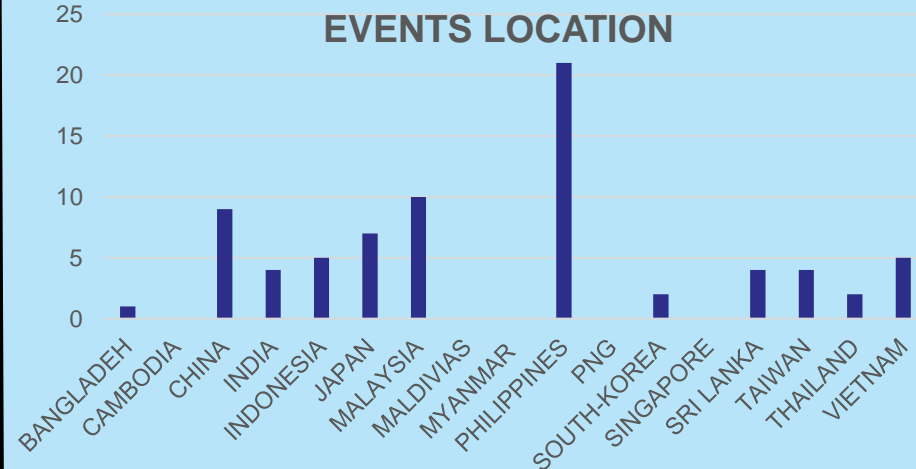 EVENTS LOCATION
25
20
15
10
5
0
BANGLADEH
CAMBODIA
CHINA
INDIA
INDONESIA
JAPAN
MALAYSIA
MALDIVIAS
MYANMAR
PHILIPPINES
PNG
SOUTH-KOREA
SINGAPORE
SRI LANKA
TAIWAN
THAILAND
VIETNAM